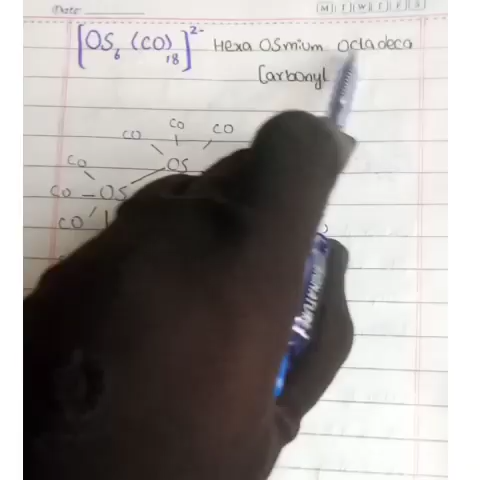 Date:
M T W T F S
[OS₆ (CO)₁₈]²⁻ Hexa OSmium Octadeca
Carbonyl
CO CO CO
CO OS
CO – OS
CO